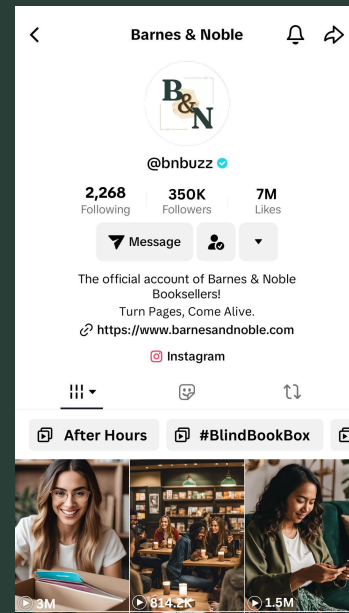 Barnes & Noble
B&N
@bnbuzz
2,268 350K 7M
Following Followers Likes
Message
The official account of Barnes & Noble
Booksellers!
Turn Pages, Come Alive.
https://www.barnesandnoble.com
Instagram
After Hours #BlindBookBox
3M 814.2K 1.5M